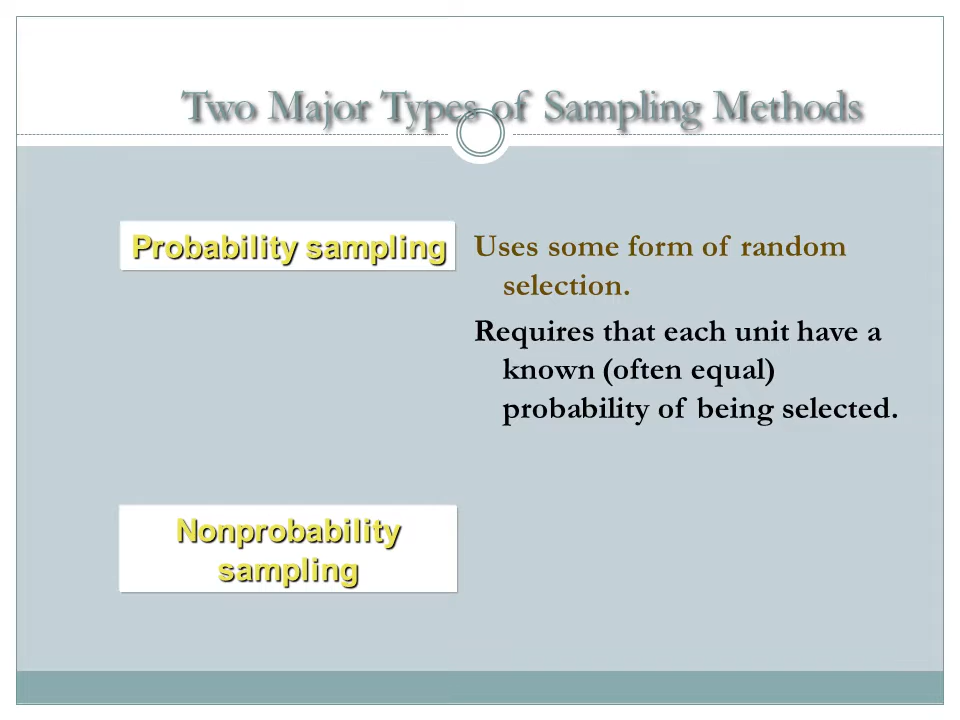 Two Major Types of Sampling Methods
Probability sampling
Uses some form of random
selection.
Requires that each unit have a
known (often equal)
probability of being selected.
Nonprobability
sampling